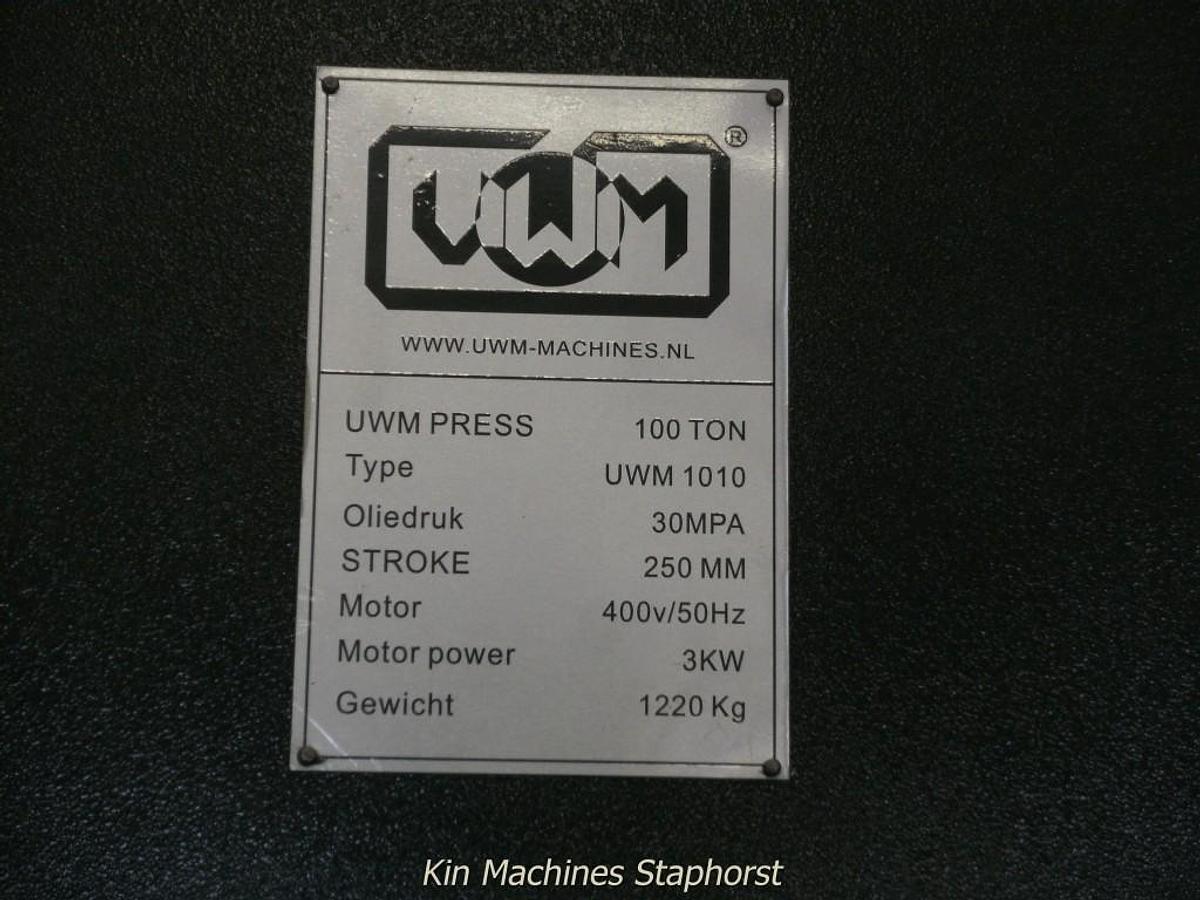 UWM ®
WWW.UWM-MACHINES.NL
UWM PRESS 100 TON
Type UWM 1010
Oliedruk 30MPA
STROKE 250 MM
Motor 400v/50Hz
Motor power 3KW
Gewicht 1220 Kg
Kin Machines Staphorst